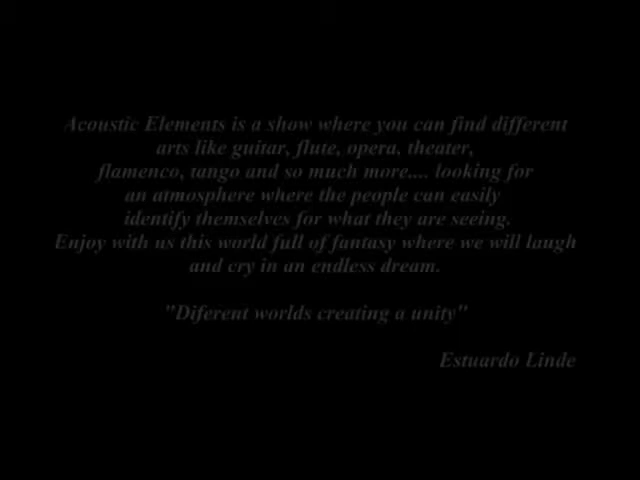 Acoustic Elements is a show where you can find different
arts like guitar, flute, opera, theater,
flamenco, tango and so much more.... looking for
an atmosphere where the people can easily
identify themselves for what they are seeing.
Enjoy with us this world full of fantasy where we will laugh
and cry in an endless dream.
"Diferent worlds creating a unity"
Estuardo Linde